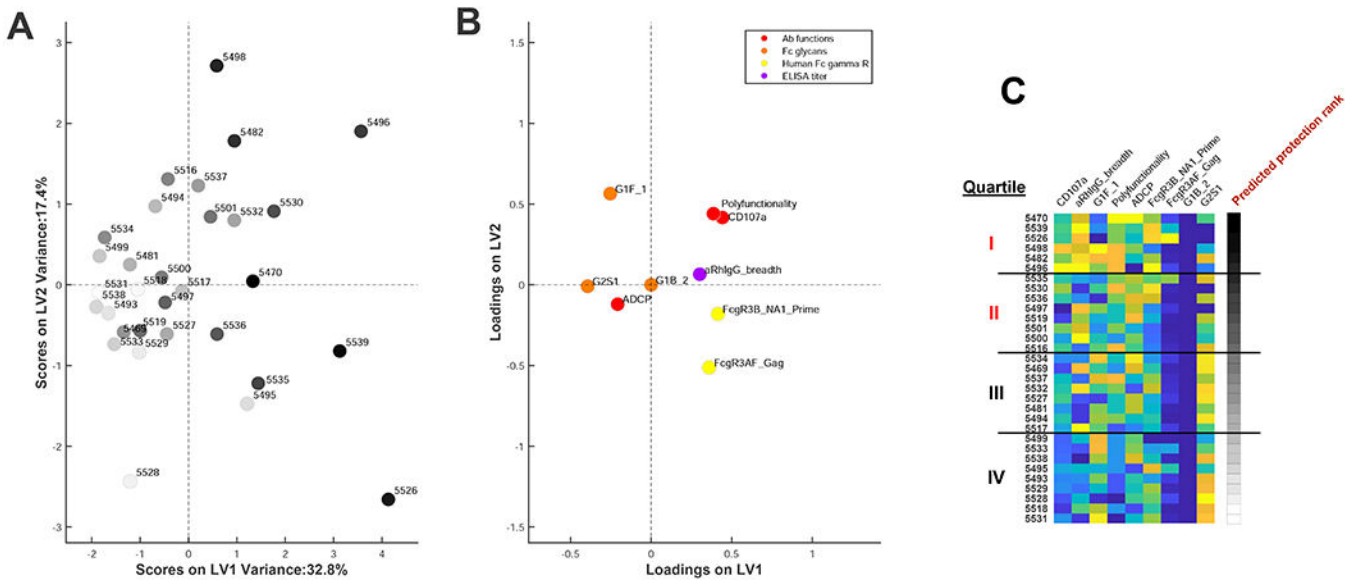 A
3
2
1
0
-1
-2
-3
-2
-1
0
1
2
3
4
Scores on LV2 Variance:17.4%
Scores on LV1 Variance:32.8%
5498
5496
5482
5516
5537
5494
5501
5532
5530
5534
5499
5481
5500
5470
5531
5518
5517
5538
5493
5497
5469
5519
5527
5536
5533
5529
5539
5535
5495
5528
5526
B
1.5
1
0.5
0
-0.5
-1
-1.5
0
0.5
1
Loadings on LV2
Loadings on LV1
Ab functions
Fc glycans
Human Fc gamma R
ELISA titer
G1F_1
Polyfunctionality
CD107a
aRhIgG_breadth
G2S1
G1B_2
ADCP
FcgR3B_NA1_Prime
FcgR3AF_Gag
C
Predicted protection rank
Quartile
CD107a
aRhIgG_breadth
G1F_1
Polyfunctionality
ADCP
FcgR3B_NA1_Prime
FcgR3AF_Gag
G1B_2
G2S1
I
II
III
IV
5470
5539
5526
5498
5482
5496
5535
5530
5536
5497
5519
5501
5500
5516
5534
5469
5537
5532
5527
5481
5494
5517
5499
5533
5538
5495
5493
5529
5528
5518
5531